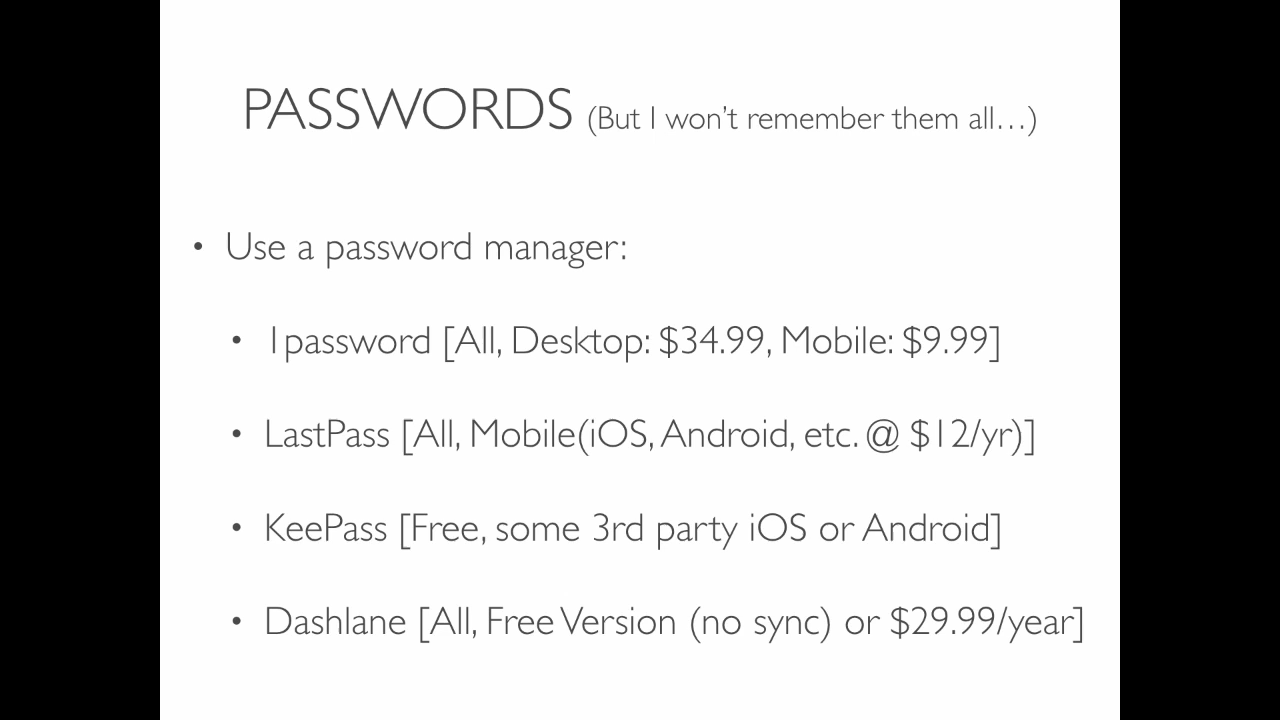 PASSWORDS (But I won't remember them all…)
• Use a password manager:
• 1password [All, Desktop: $34.99, Mobile: $9.99]
• LastPass [All, Mobile(iOS, Android, etc. @ $12/yr)]
• KeePass [Free, some 3rd party iOS or Android]
• Dashlane [All, Free Version (no sync) or $29.99/year]